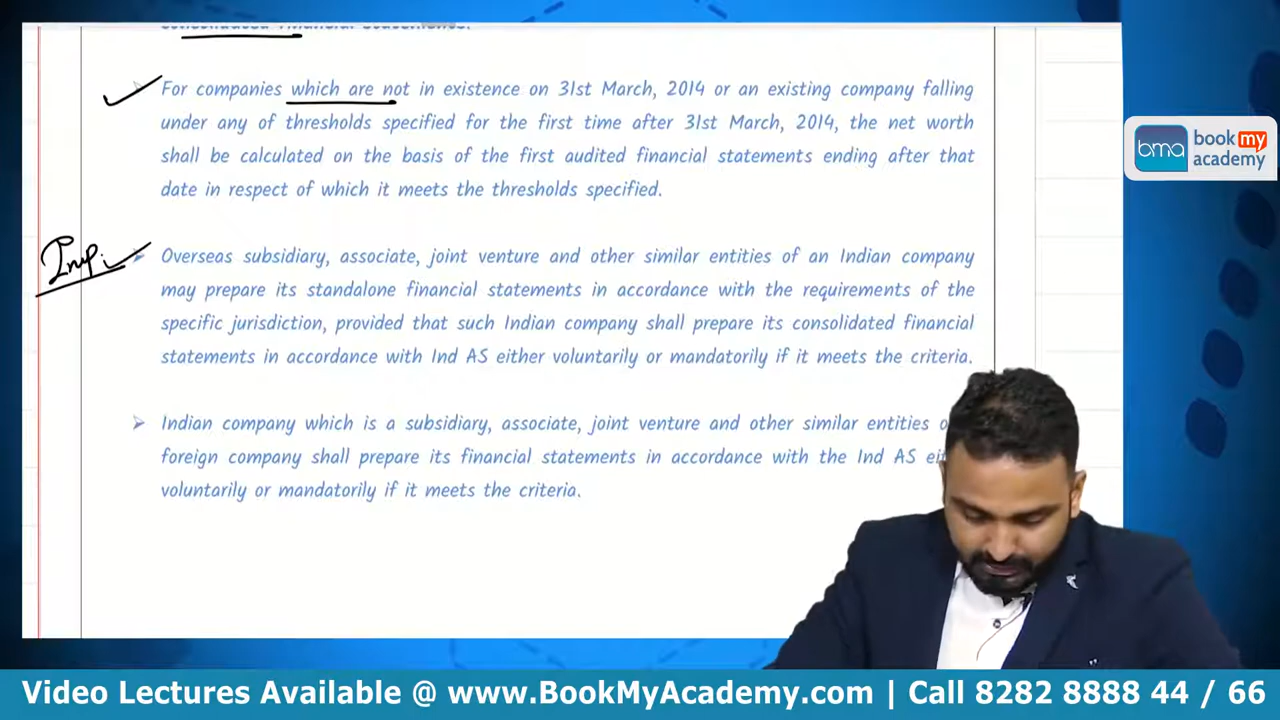 consolidated financial statements.
For companies which are not in existence on 31st March, 2014 or an existing company falling
under any of thresholds specified for the first time after 31st March, 2014, the net worth
shall be calculated on the basis of the first audited financial statements ending after that
date in respect of which it meets the thresholds specified.
bma book my academy
Imp.
Overseas subsidiary, associate, joint venture and other similar entities of an Indian company
may prepare its standalone financial statements in accordance with the requirements of the
specific jurisdiction, provided that such Indian company shall prepare its consolidated financial
statements in accordance with Ind AS either voluntarily or mandatorily if it meets the criteria.
Indian company which is a subsidiary, associate, joint venture and other similar entities
foreign company shall prepare its financial statements in accordance with the Ind AS
voluntarily or mandatorily if it meets the criteria.
Video Lectures Available @ www.BookMyAcademy.com | Call 8282 8888 44 / 66